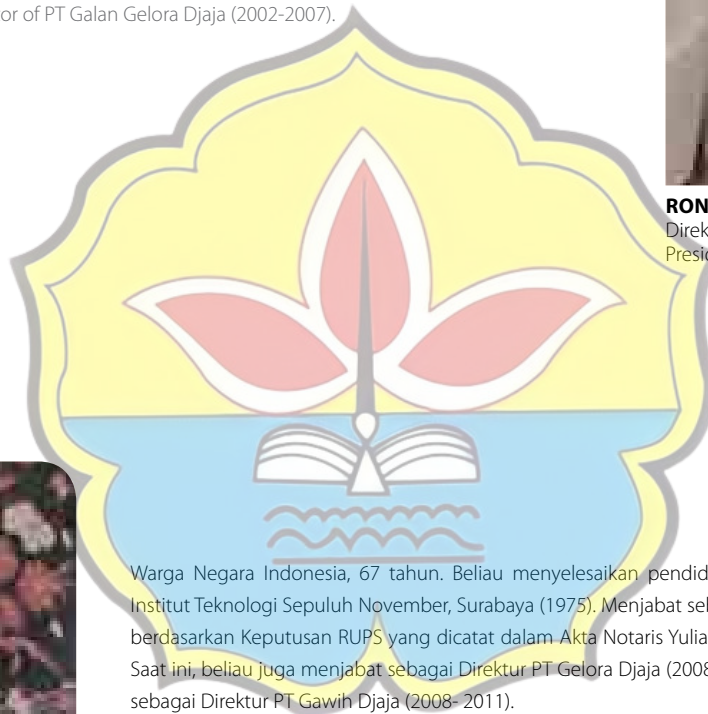 or of PT Galan Gelora Djaja (2002-2007).
RON
Direk
Presid
Warga Negara Indonesia, 67 tahun. Beliau menyelesaikan pendid
Institut Teknologi Sepuluh November, Surabaya (1975). Menjabat sel
berdasarkan Keputusan RUPS yang dicatat dalam Akta Notaris Yulia
Saat ini, beliau juga menjabat sebagai Direktur PT Gelora Djaja (2008
sebagai Direktur PT Gawih Djaja (2008- 2011).